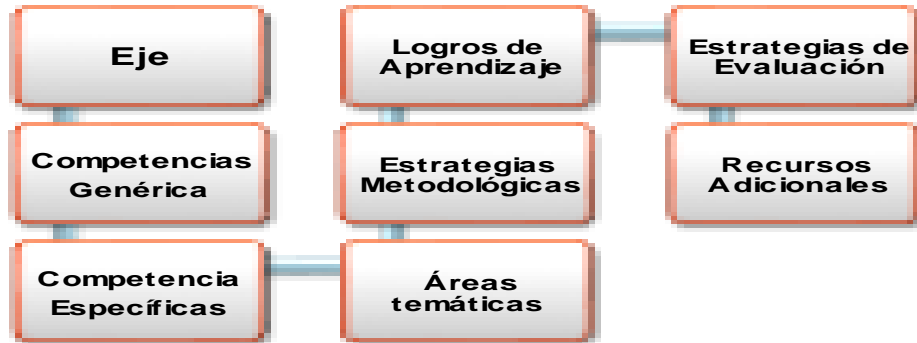 Eje
Competencias
Genérica
Competencia
Específicas
Áreas
temáticas
Estrategias
Metodológicas
Logros de
Aprendizaje
Estrategias de
Evaluación
Recursos
Adicionales